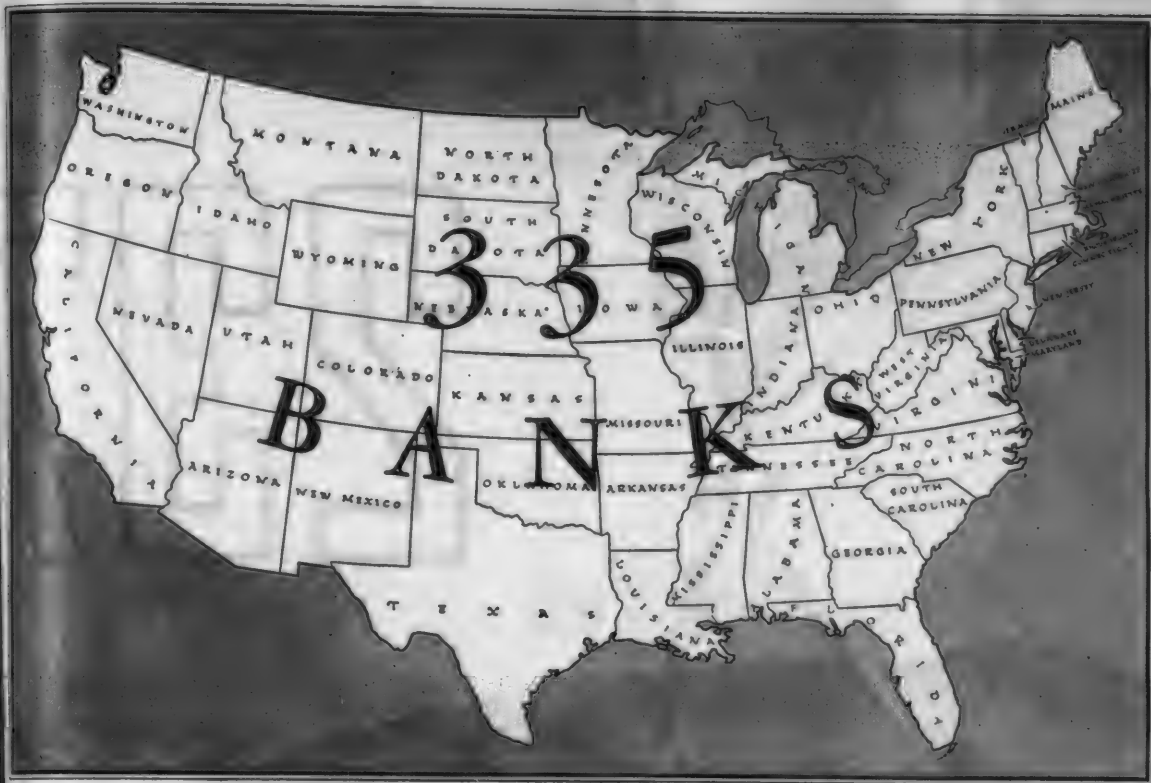 MAINE
WASHINGTON
MONTANA
NORTH
DAKOTA
MINNESOTA
OREGON
IDAHO
WISCONSIN
MICHIGAN
NEW YORK
SOUTH
DAKOTA
WYOMING
335
NEBRASKA
IOWA
CALIFORNIA
NEVADA
UTAH
COLORADO
KANSAS
ILLINOIS
INDIANA
OHIO
PENNSYLVANIA
NEW JERSEY
DELAWARE
MARYLAND
WEST
VIRGINIA
VIRGINIA
BANKS
MISSOURI
KENTUCKY
ARIZONA
NEW MEXICO
OKLAHOMA
ARKANSAS
TENNESSEE
NORTH
CAROLINA
SOUTH
CAROLINA
TEXAS
LOUISIANA
MISSISSIPPI
ALABAMA
GEORGIA
FLORIDA